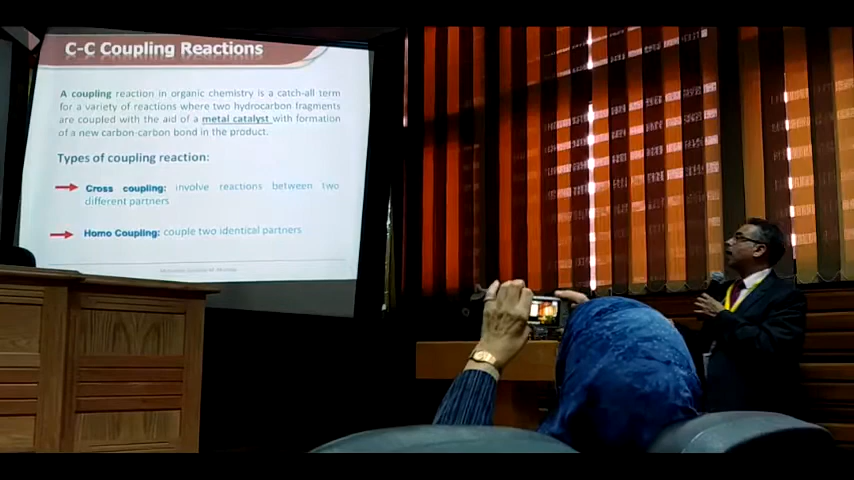 C-C Coupling Reactions
A coupling reaction in organic chemistry is a catch-all term
for a variety of reactions where two hydrocarbon fragments
are coupled with the aid of a metal catalyst with formation
of a new carbon-carbon bond in the product.
Types of coupling reaction:
Cross coupling: involve reactions between two
different partners
Homo Coupling: couple two identical partners